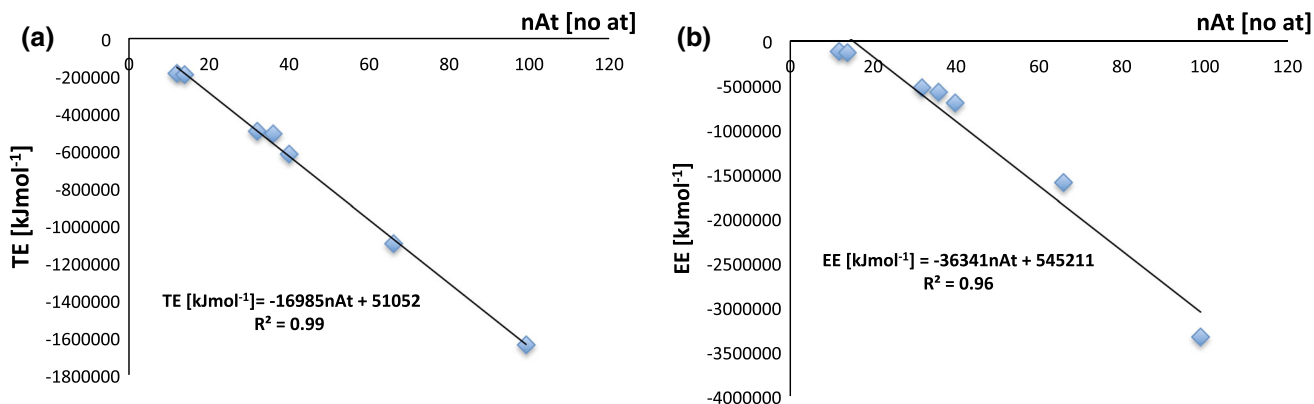 (a)
nAt [no at]
0
0 20 40 60 80 100 120
-200000
-400000
-600000
-800000
-1000000
-1200000
-1400000
-1600000
-1800000
TE [kJmol⁻¹]
TE [kJmol⁻¹]= -16985nAt + 51052
R² = 0.99
(b)
nAt [no at]
0
0 20 40 60 80 100 120
-500000
-1000000
-1500000
-2000000
-2500000
-3000000
-3500000
-4000000
EE [kJmol⁻¹]
EE [kJmol⁻¹] = -36341nAt + 545211
R² = 0.96